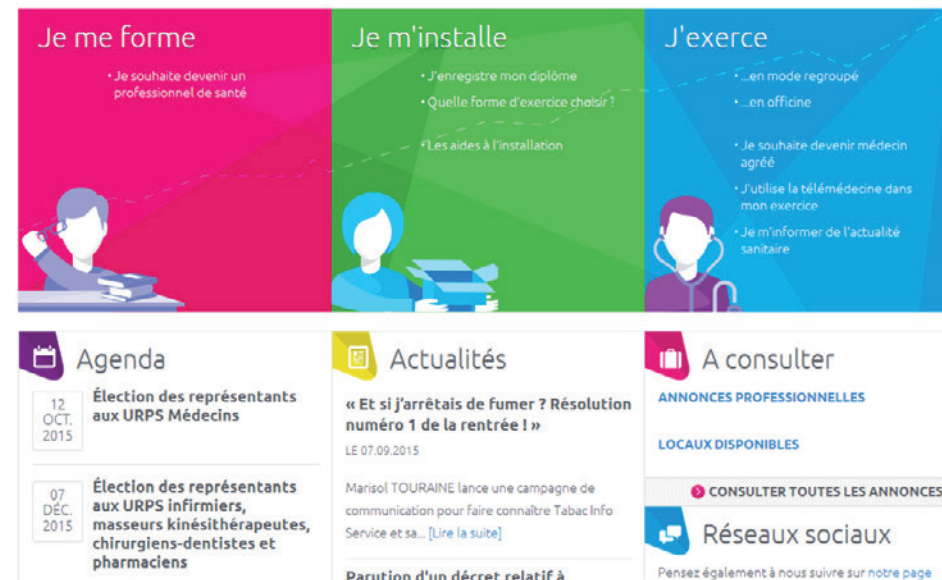 Je me forme
• Je souhaite devenir un
professionnel de santé
Je m'installe
• J'enregistre mon diplôme
• Quelle forme d'exercice choisir ?
• Les aides à l'installation
J'exerce
• ...en mode regroupé
• ...en officine
• Je souhaite devenir médecin
agréé
• J'utilise la télémédecine dans
mon exercice
• Je m'informer de l'actualité
sanitaire
Agenda
12
OCT.
2015
Élection des représentants
aux URPS Médecins
07
DÉC.
2015
Élection des représentants
aux URPS infirmiers,
masseurs kinésithérapeutes,
chirurgiens-dentistes et
pharmaciens
Actualités
« Et si j'arrêtais de fumer ? Résolution
numéro 1 de la rentrée ! »
LE 07.09.2015
Marisol TOURAINE lance une campagne de
communication pour faire connaître Tabac Info
Service et sa... [Lire la suite]
Parution d'un décret relatif à
A consulter
ANNONCES PROFESSIONNELLES
LOCAUX DISPONIBLES
CONSULTER TOUTES LES ANNONCES
Réseaux sociaux
Pensez également à nous suivre sur notre page